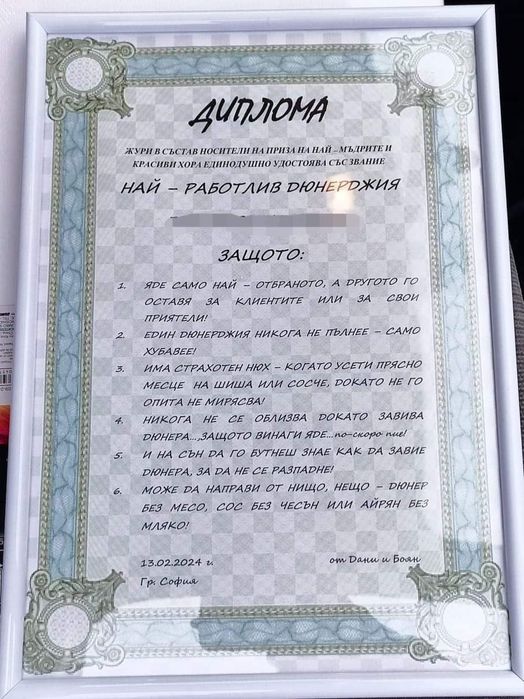 ДИПЛОМА
ЖУРИ В СЪСТАВ НОСИТЕЛИ НА ПРИЗА НА НАЙ – МЪДРИТЕ И
КРАСИВИ ХОРА ЕДИНОДУШНО УДОСТОЯВА СЪС ЗВАНИЕ
НАЙ – РАБОТЛИВ ДЮНЕРДЖИЯ
ЗАЩОТО:
1. ЯДЕ САМО НАЙ – ОТБРАНОТО, А ДРУГОТО ГО
ОСТАВЯ ЗА КЛИЕНТИТЕ ИЛИ ЗА СВОИ
ПРИЯТЕЛИ!
2. ЕДИН ДЮНЕРДЖИЯ НИКОГА НЕ ПЪЛНЕЕ – САМО
ХУБАВЕЕ!
3. ИМА СТРАХОТЕН НЮХ – КОГАТО УСЕТИ ПРЯСНО
МЕСЦЕ НА ШИША ИЛИ СОСЧЕ, ДОКАТО НЕ ГО
ОПИТА НЕ МИРЯСВА!
4. НИКОГА НЕ СЕ ОБЛИЗВА ДОКАТО ЗАВИВА
ДЮНЕРА...,ЗАЩОТО ВИНАГИ ЯДЕ...по-скоро пие!
5. И НА СЪН ДА ГО БУТНЕШ ЗНАЕ КАК ДА ЗАВИЕ
ДЮНЕРА, ЗА ДА НЕ СЕ РАЗПАДНЕ!
6. МОЖЕ ДА НАПРАВИ ОТ НИЩО, НЕЩО – ДЮНЕР
БЕЗ МЕСО, СОС БЕЗ ЧЕСЪН ИЛИ АЙРЯН БЕЗ
МЛЯКО!
13.02.2024 г. от Дани и Боян
Гр. София